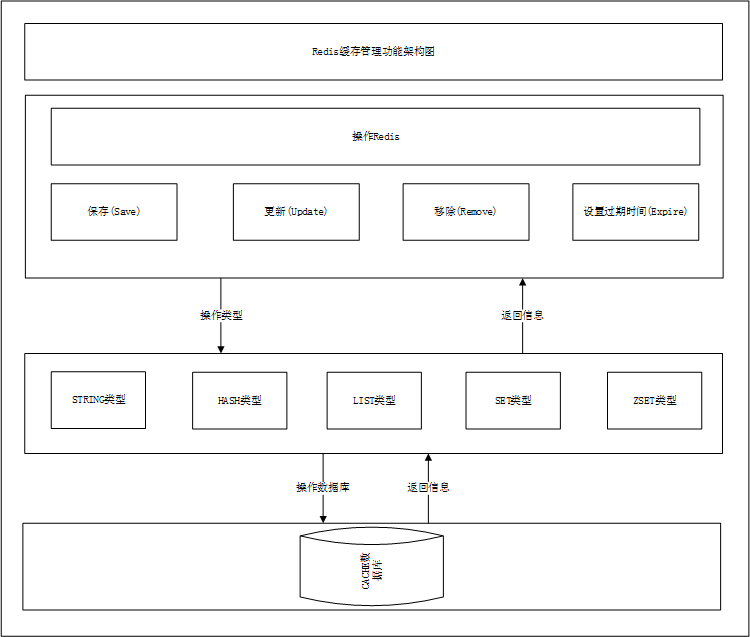 Redis缓存管理功能架构图
操作Redis
保存(Save)
更新(Update)
移除(Remove)
设置过期时间(Expire)
操作类型
返回信息
STRING类型
HASH类型
LIST类型
SET类型
ZSET类型
操作数据库
返回信息
CACHE数
据库